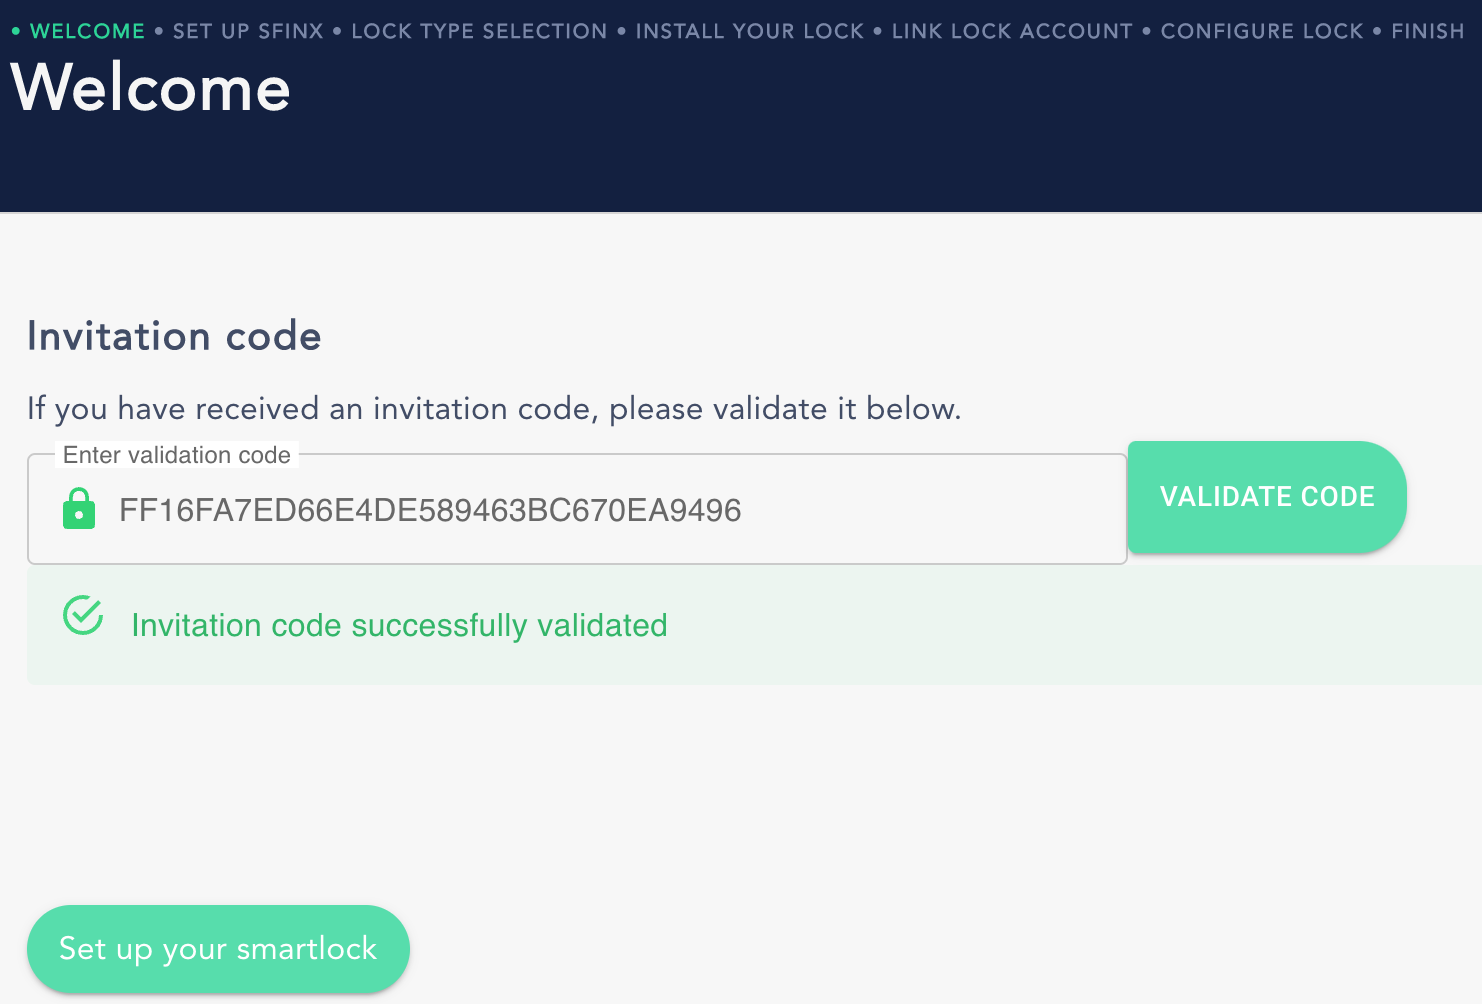 • WELCOME • SET UP SFINX • LOCK TYPE SELECTION • INSTALL YOUR LOCK • LINK LOCK ACCOUNT • CONFIGURE LOCK • FINISH
Welcome
Invitation code
If you have received an invitation code, please validate it below.
Enter validation code
FF16FA7ED66E4DE589463BC670EA9496
VALIDATE CODE
Invitation code successfully validated
Set up your smartlock